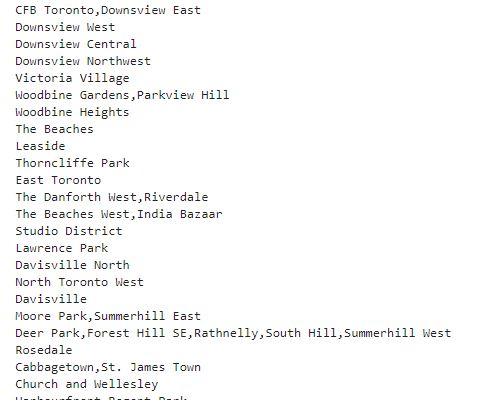 CFB Toronto,Downsview East
Downsview West
Downsview Central
Downsview Northwest
Victoria Village
Woodbine Gardens,Parkview Hill
Woodbine Heights
The Beaches
Leaside
Thorncliffe Park
East Toronto
The Danforth West,Riverdale
The Beaches West,India Bazaar
Studio District
Lawrence Park
Davisville North
North Toronto West
Davisville
Moore Park,Summerhill East
Deer Park,Forest Hill SE,Rathnelly,South Hill,Summerhill West
Rosedale
Cabbagetown,St. James Town
Church and Wellesley